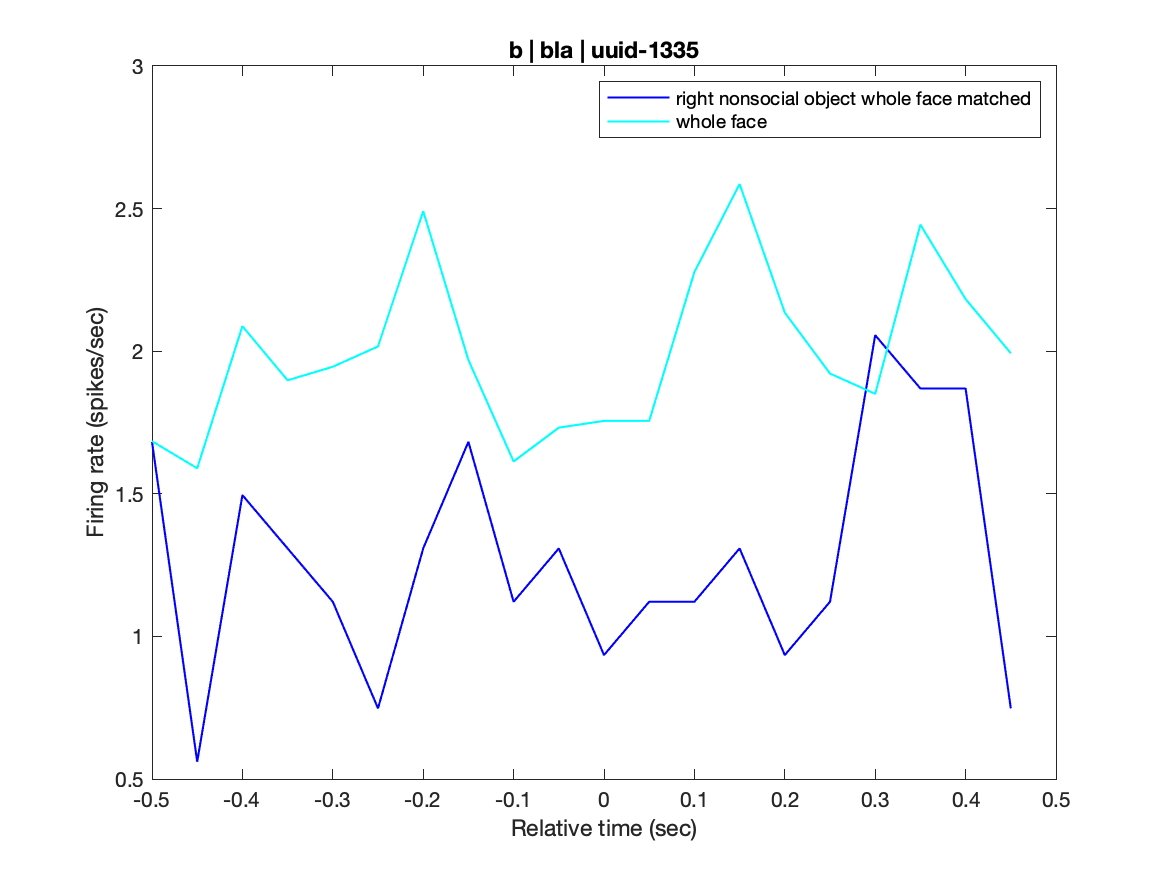 b | bla | uuid-1335
right nonsocial object whole face matched
whole face
Firing rate (spikes/sec)
3
2.5
2
1.5
1
0.5
-0.5 -0.4 -0.3 -0.2 -0.1 0 0.1 0.2 0.3 0.4 0.5
Relative time (sec)